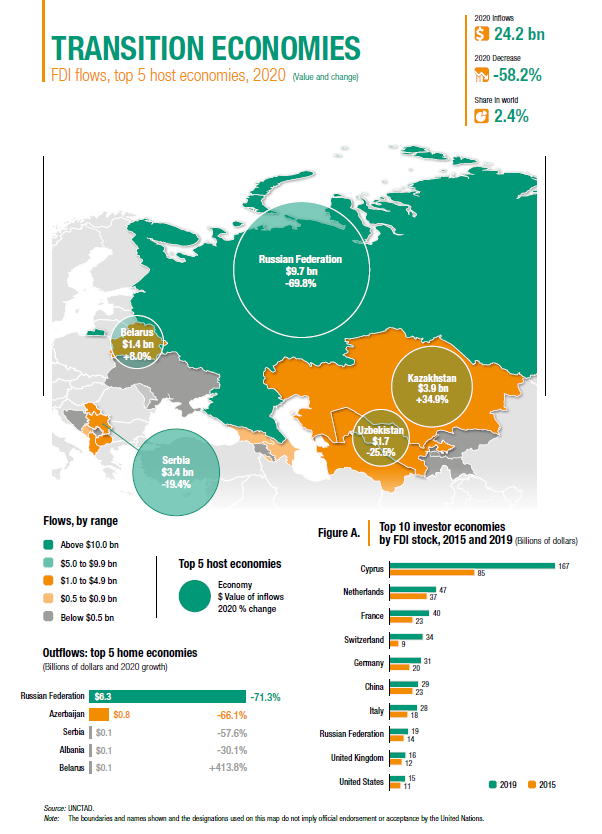 TRANSITION ECONOMIES
FDI flows, top 5 host economies, 2020 (Value and change)
2020 Inflows
$ 24.2 bn
2020 Decrease
-58.2%
Share in world
2.4%
Russian Federation
$9.7 bn
-69.8%
Belarus
$1.4 bn
+8.0%
Kazakhstan
$3.9 bn
+34.9%
Uzbekistan
$1.7
-25.5%
Serbia
$3.4 bn
-19.4%
Flows, by range
Above $10.0 bn
$5.0 to $9.9 bn
$1.0 to $4.9 bn
$0.5 to $0.9 bn
Below $0.5 bn
Top 5 host economies
Economy
$ Value of inflows
2020 % change
Outflows: top 5 home economies
(Billions of dollars and 2020 growth)
Russian Federation $6.3 -71.3%
Azerbaijan $0.8 -66.1%
Serbia $0.1 -57.6%
Albania $0.1 -30.1%
Belarus $0.1 +413.8%
Figure A. Top 10 investor economies
by FDI stock, 2015 and 2019 (Billions of dollars)
Cyprus 167
85
Netherlands 47
37
France 40
23
Switzerland 34
9
Germany 31
20
China 29
23
Italy 28
18
Russian Federation 19
14
United Kingdom 16
12
United States 15
11
2019 2015
Source: UNCTAD.
Note: The boundaries and names shown and the designations used on this map do not imply official endorsement or acceptance by the United Nations.